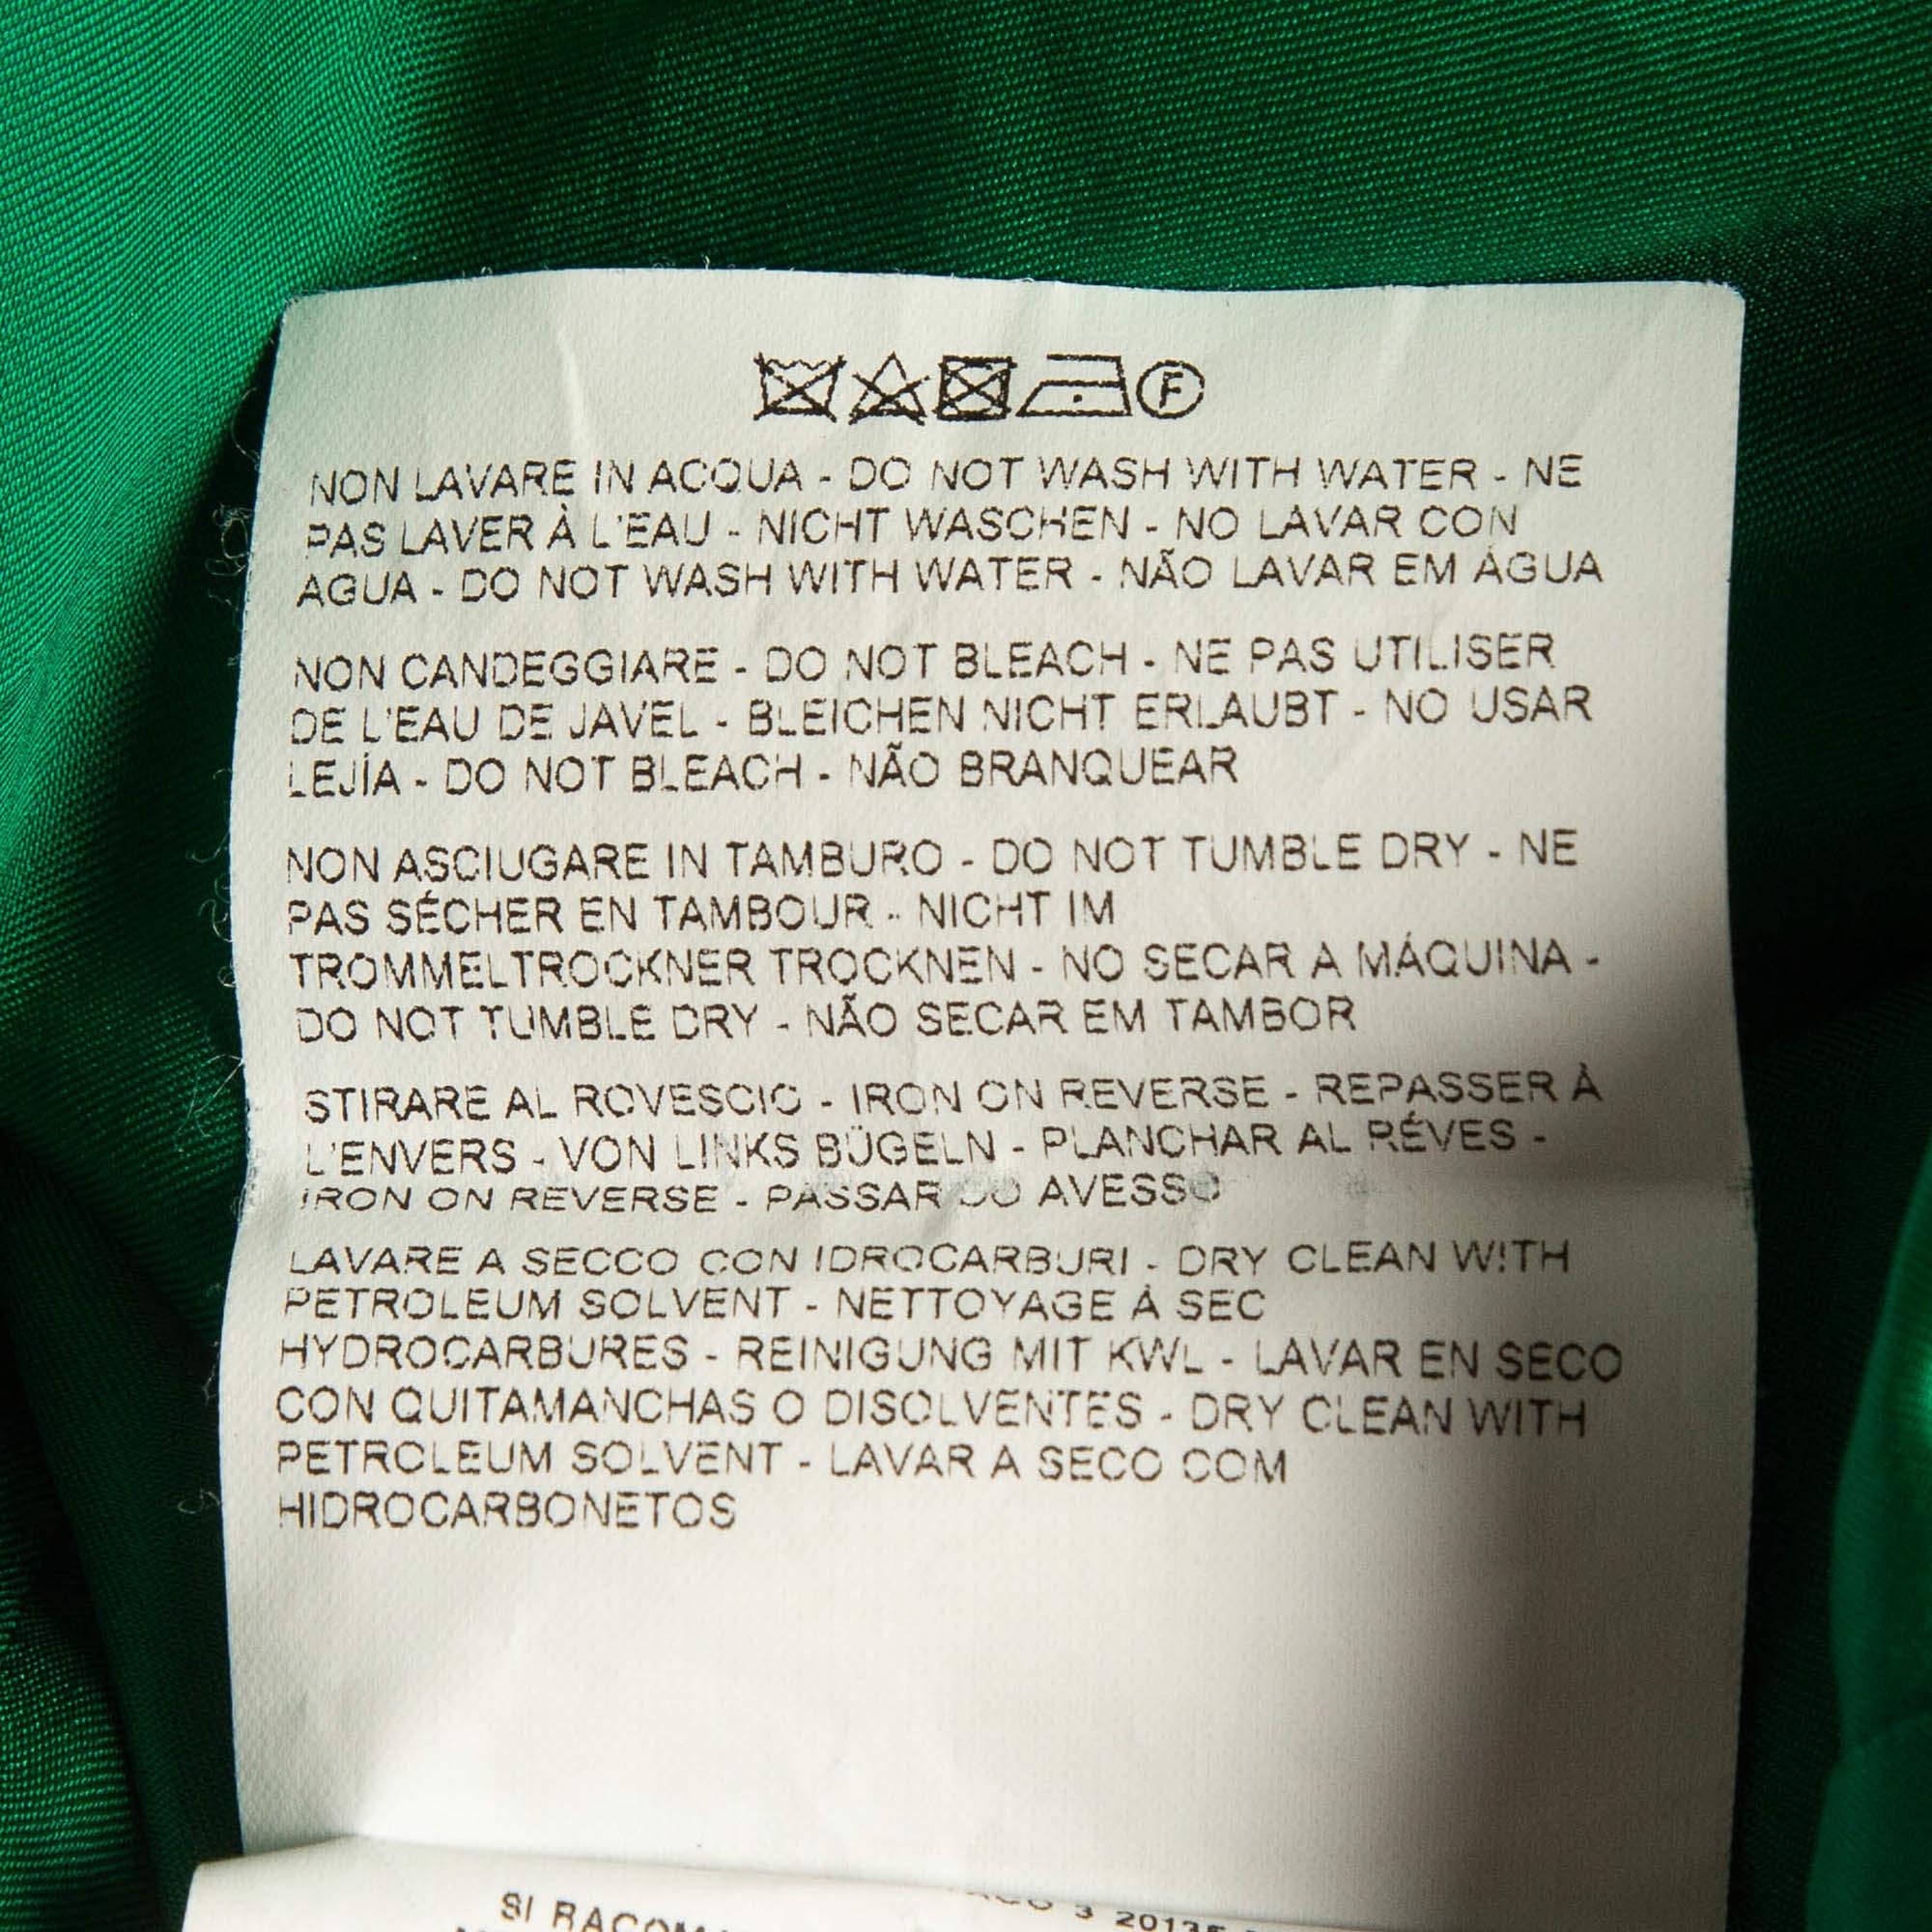 F
NON LAVARE IN ACQUA - DO NOT WASH WITH WATER - NE
PAS LAVER À L'EAU - NICHT WASCHEN - NO LAVAR CON
AGUA - DO NOT WASH WITH WATER - NÃO LAVAR EM ÁGUA
NON CANDEGGIARE - DO NOT BLEACH - NE PAS UTILISER
DE L'EAU DE JAVEL - BLEICHEN NICHT ERLAUBT - NO USAR
LEJÍA - DO NOT BLEACH - NÃO BRANQUEAR
NON ASCIUGARE IN TAMBURO - DO NOT TUMBLE DRY - NE
PAS SÉCHER EN TAMBOUR - NICHT IM
TROMMELTROCKNER TROCKNEN - NO SECAR A MÁQUINA -
DO NOT TUMBLE DRY - NÃO SECAR EM TAMBOR
STIRARE AL ROVESCIO - IRON ON REVERSE - REPASSER À
L'ENVERS - VON LINKS BÜGELN - PLANCHAR AL RÉVES -
IRON ON REVERSE - PASSAR DO AVESSO
LAVARE A SECCO CON IDROCARBURI - DRY CLEAN WITH
PETROLEUM SOLVENT - NETTOYAGE À SEC
HYDROCARBURES - REINIGUNG MIT KWL - LAVAR EN SECO
CON QUITAMANCHAS O DISOLVENTES - DRY CLEAN WITH
PETROLEUM SOLVENT - LAVAR A SECO COM
HIDROCARBONETOS
SI 3